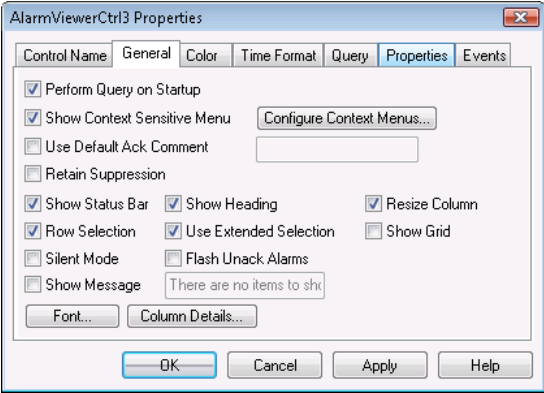 AlarmViewerCtrl3 Properties
Control Name General Color Time Format Query Properties Events
Perform Query on Startup
Show Context Sensitive Menu Configure Context Menus...
Use Default Ack Comment
Retain Suppression
Show Status Bar Show Heading Resize Column
Row Selection Use Extended Selection Show Grid
Silent Mode Flash Unack Alarms
Show Message There are no items to sho
Font... Column Details...
OK Cancel Apply Help